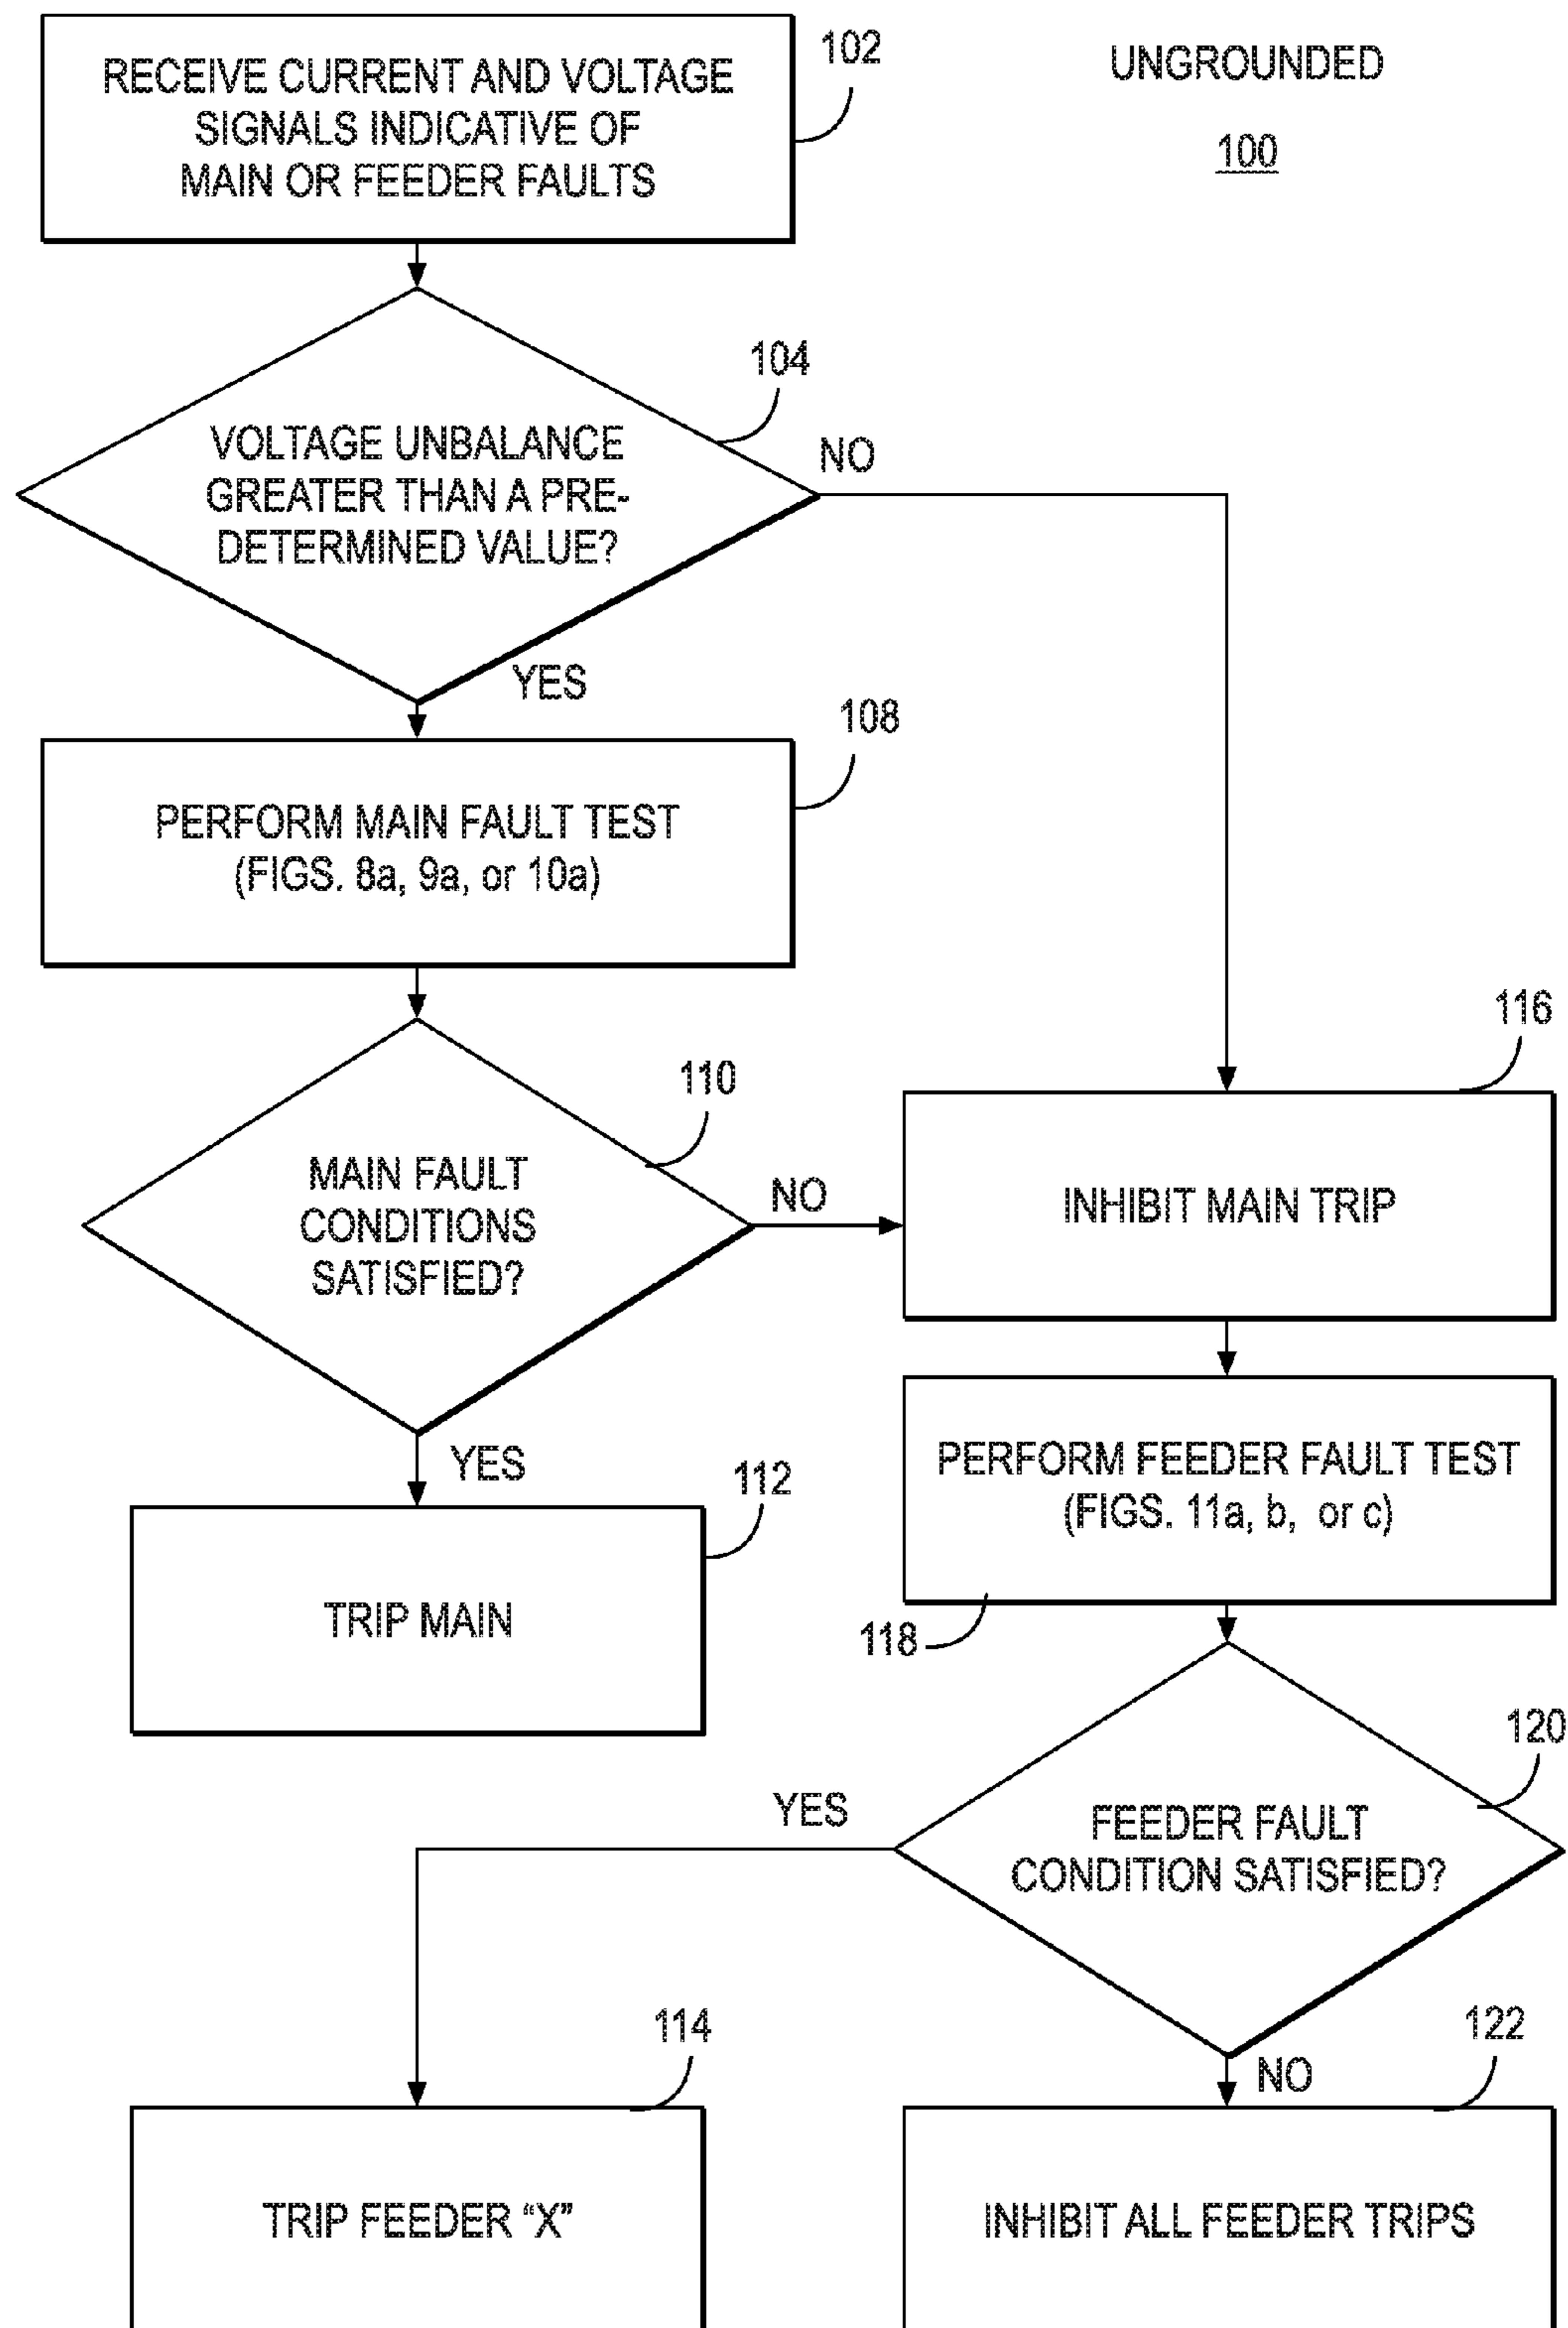 RECEIVE CURRENT AND VOLTAGE
SIGNALS INDICATIVE OF
MAIN OR FEEDER FAULTS
102
UNGROUNDED
100
104
VOLTAGE UNBALANCE
GREATER THAN A PRE-
DETERMINED VALUE?
NO
YES
108
PERFORM MAIN FAULT TEST
(FIGS. 8a, 9a, or 10a)
110
MAIN FAULT
CONDITIONS
SATISFIED?
NO
116
INHIBIT MAIN TRIP
YES
112
TRIP MAIN
PERFORM FEEDER FAULT TEST
(FIGS. 11a, b, or c)
118
120
FEEDER FAULT
CONDITION SATISFIED?
YES
NO
114
TRIP FEEDER “X”
122
INHIBIT ALL FEEDER TRIPS